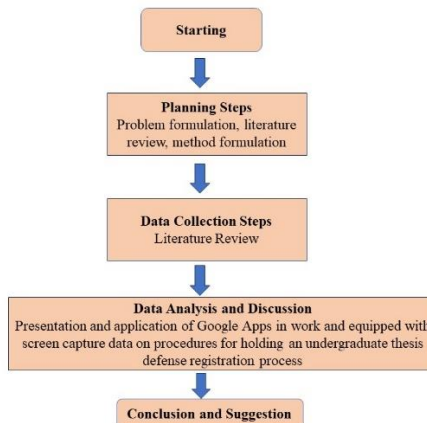 Starting
Planning Steps
Problem formulation, literature
review, method formulation
Data Collection Steps
Literature Review
Data Analysis and Discussion
Presentation and application of Google Apps in work and equipped with
screen capture data on procedures for holding an undergraduate thesis
defense registration process
Conclusion and Suggestion